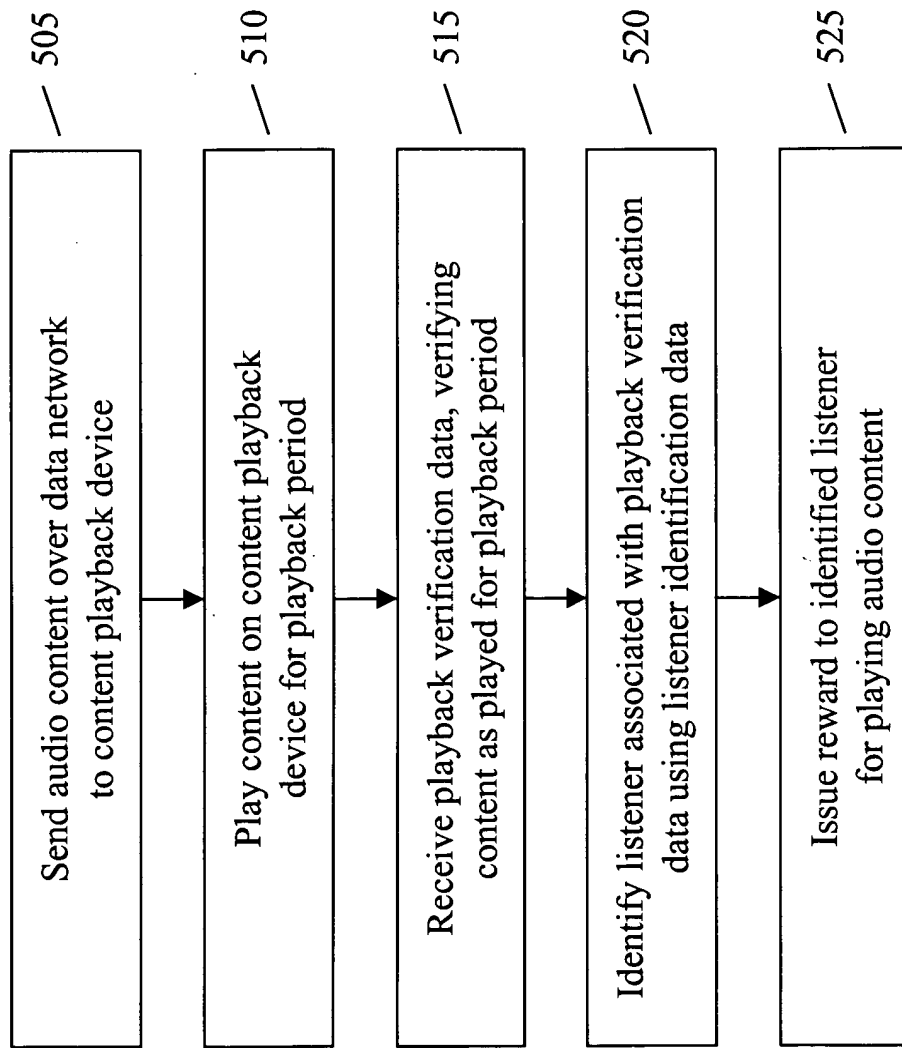 Send audio content over data network
to content playback device
505
Play content on content playback
device for playback period
510
Receive playback verification data, verifying
content as played for playback period
515
Identify listener associated with playback verification
data using listener identification data
520
Issue reward to identified listener
for playing audio content
525